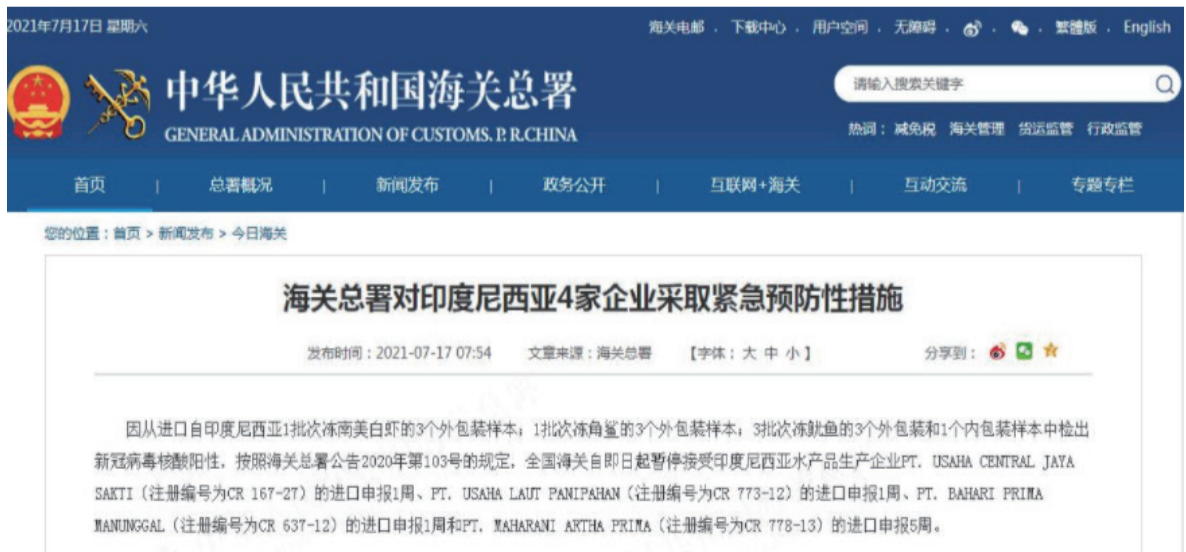 2021年7月17日 星期六
海关电邮 . 下载中心 . 用户空间 . 无障碍 . . . 繁體版 . English
中华人民共和国海关总署
GENERAL ADMINISTRATION OF CUSTOMS. P. R.CHINA
请输入搜索关键字
热词： 减免税 海关管理 货运监管 行政监管
首页 | 总署概况 | 新闻发布 | 政务公开 | 互联网+海关 | 互动交流 | 专题专栏
您的位置：首页 > 新闻发布 > 今日海关
海关总署对印度尼西亚4家企业采取紧急预防性措施
发布时间：2021-07-17 07:54 文章来源：海关总署 【字体：大 中 小】 分享到：
因从进口自印度尼西亚1批次冻南美白虾的3个外包装样本；1批次冻角鲨的3个外包装样本；3批次冻鱿鱼的3个外包装和1个内包装样本中检出
新冠病毒核酸阳性，按照海关总署公告2020年第103号的规定，全国海关自即日起暂停接受印度尼西亚水产品生产企业PT. USAHA CENTRAL JAYA
SAKTI（注册编号为CR 167-27）的进口申报1周、PT. USAHA LAUT PANIPAHAN（注册编号为CR 773-12）的进口申报1周、PT. BAHARI PRIMA
MANUNGGAL（注册编号为CR 637-12）的进口申报1周和PT. MAHARANI ARTHA PRIMA（注册编号为CR 778-13）的进口申报5周。